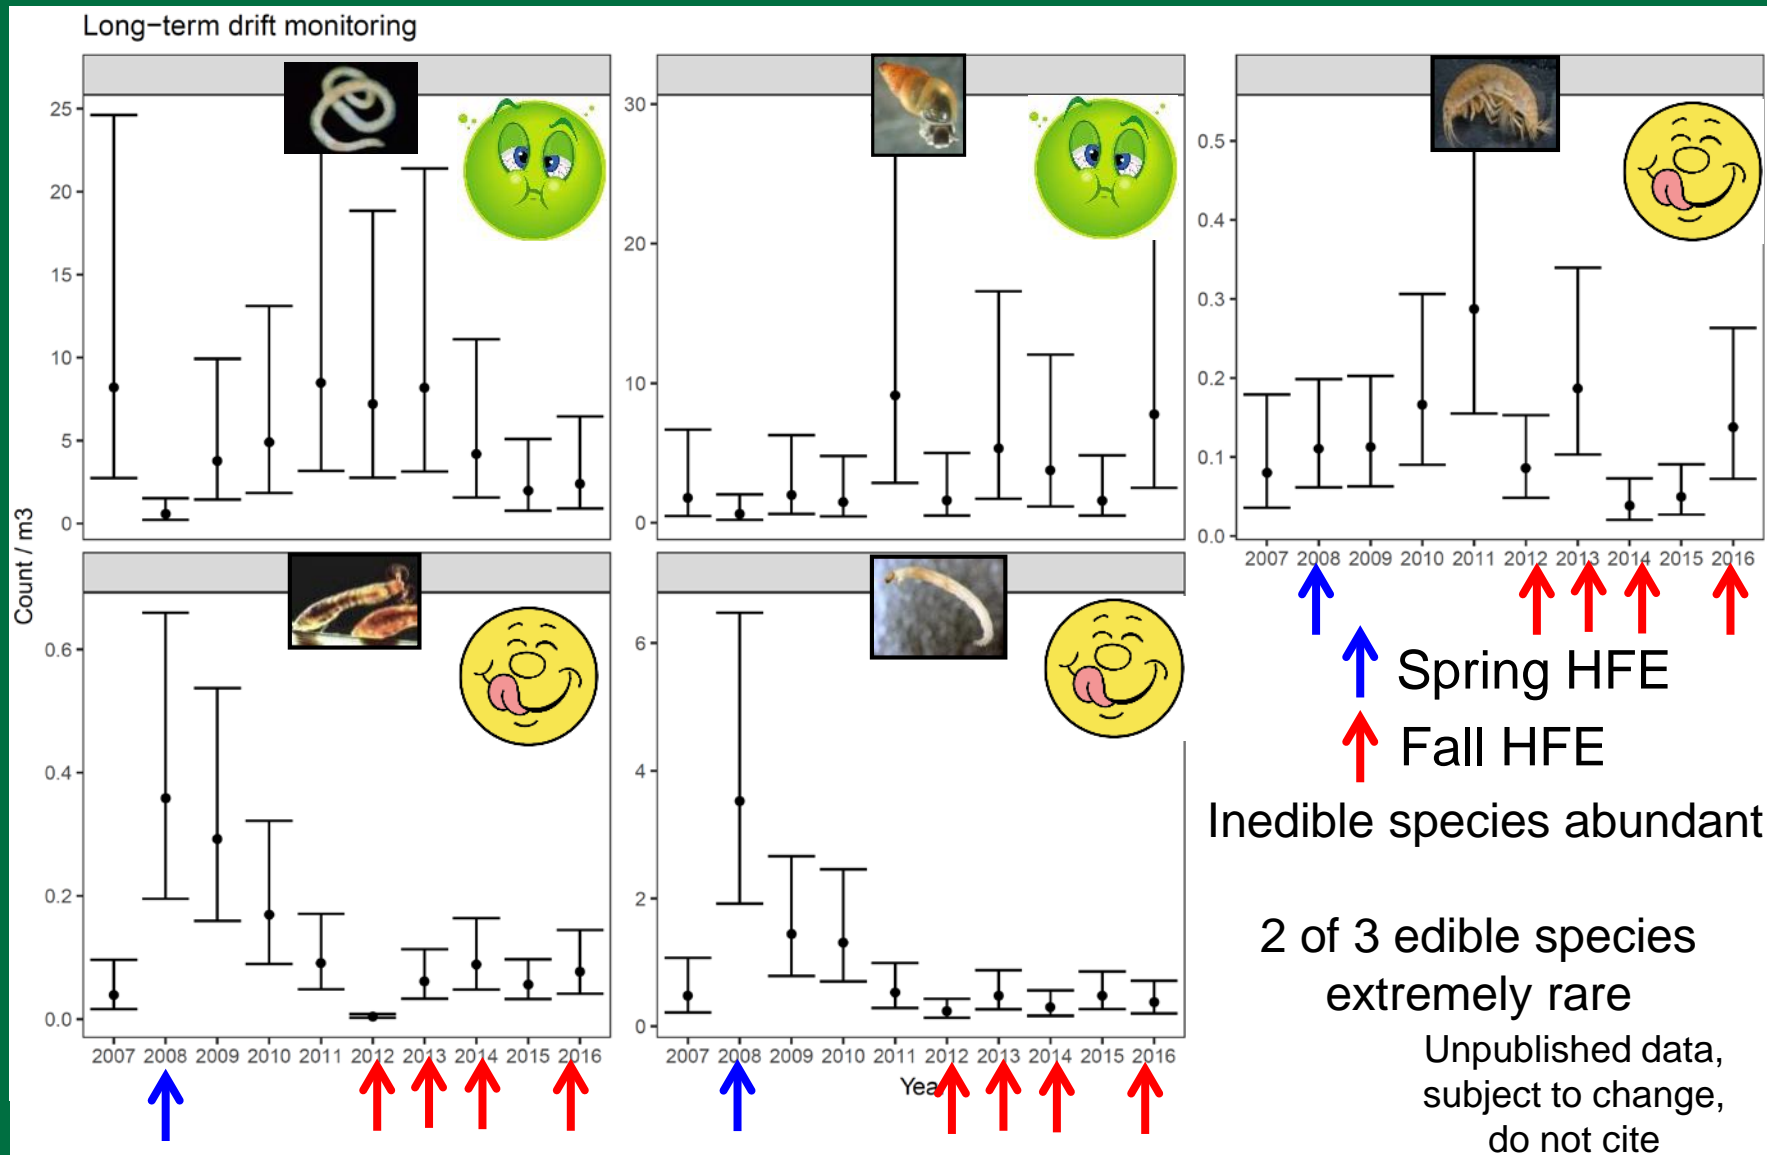 Long-term drift monitoring
Count / m3
25
20
15
10
5
0
30
20
10
0
0.5
0.4
0.3
0.2
0.1
0.0
2007 2008 2009 2010 2011 2012 2013 2014 2015 2016
0.6
0.4
0.2
0.0
2007 2008 2009 2010 2011 2012 2013 2014 2015 2016
6
4
2
0
2007 2008 2009 2010 2011 2012 2013 2014 2015 2016
Yea
Spring HFE
Fall HFE
Inedible species abundant
2 of 3 edible species
extremely rare
Unpublished data,
subject to change,
do not cite